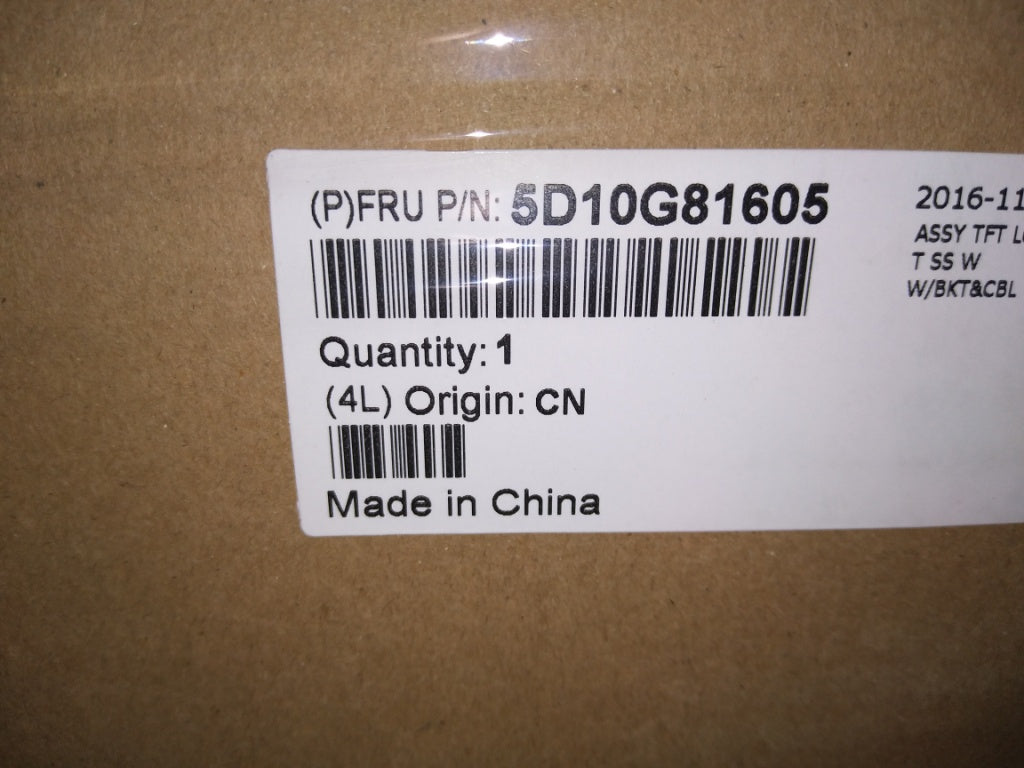 (P)FRU P/N: 5D10G81605
Quantity: 1
(4L) Origin: CN
Made in China
2016-11
ASSY TFT
T SS W
W/BKT&CBL